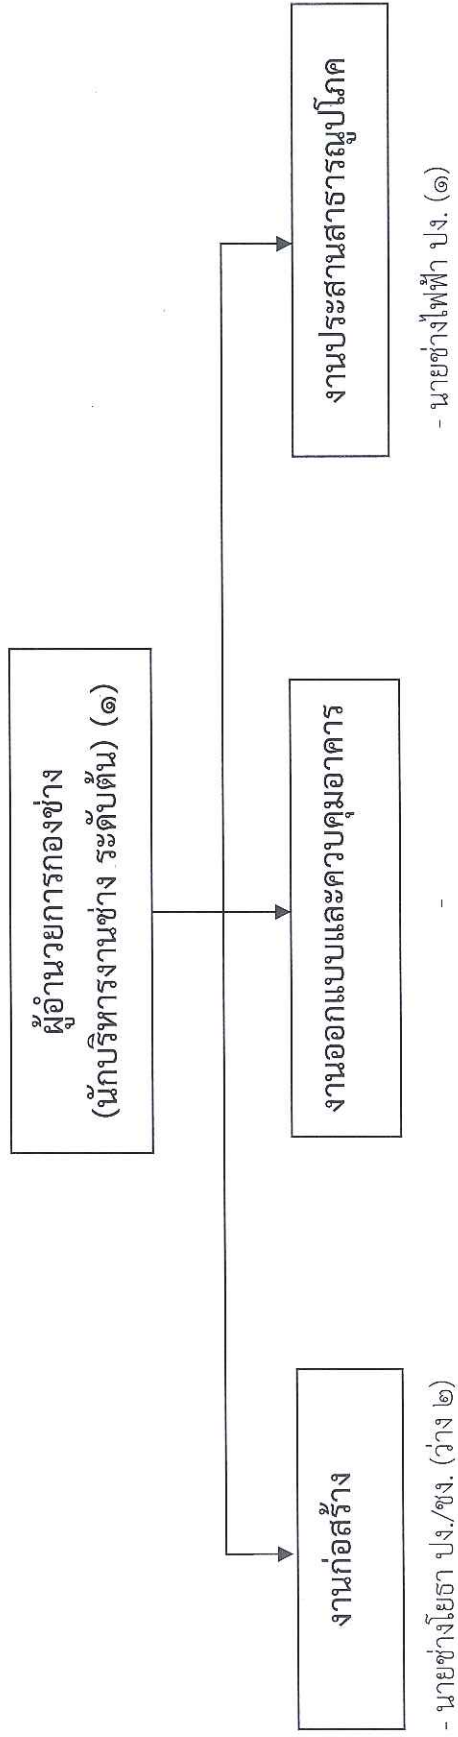 ผู้อำนวยการกองช่าง
(นักบริหารงานช่าง ระดับต้น) (๑)
งานก่อสร้าง
- นายช่างโยธา ปง./ชง. (ว่าง ๒)
งานออกแบบและควบคุมอาคาร
-
งานประสานสาธารณูปโภค
- นายช่างไฟฟ้า ปง. (๑)